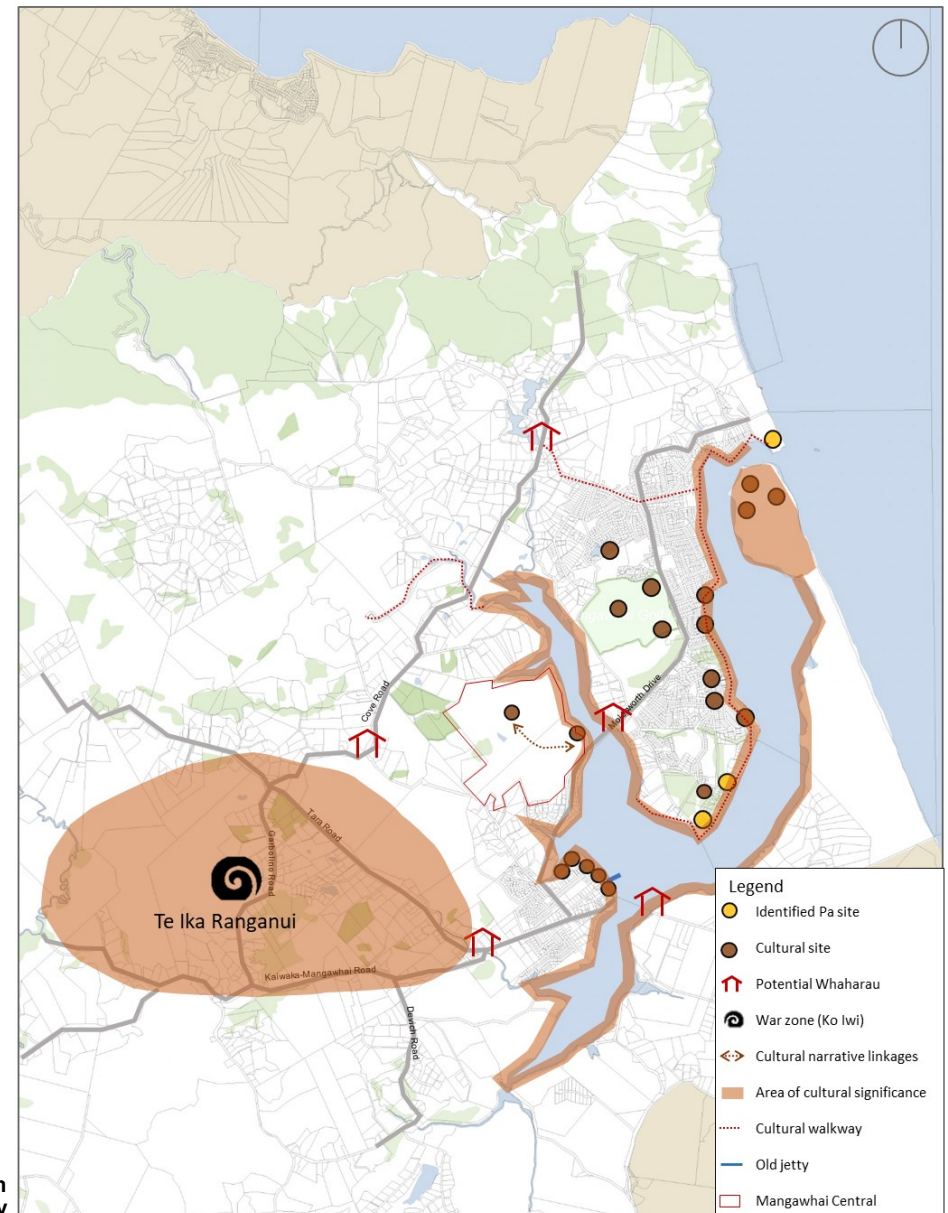 Cove Road
Molesworth Drive
Tara Road
Garbolino Road
Te Ika Ranganui
Kaiwaka-Mangawhai Road
Devich Road
Legend
Identified Pa site
Cultural site
Potential Whaharau
War zone (Ko Iwi)
Cultural narrative linkages
Area of cultural significance
Cultural walkway
Old jetty
Mangawhai Central